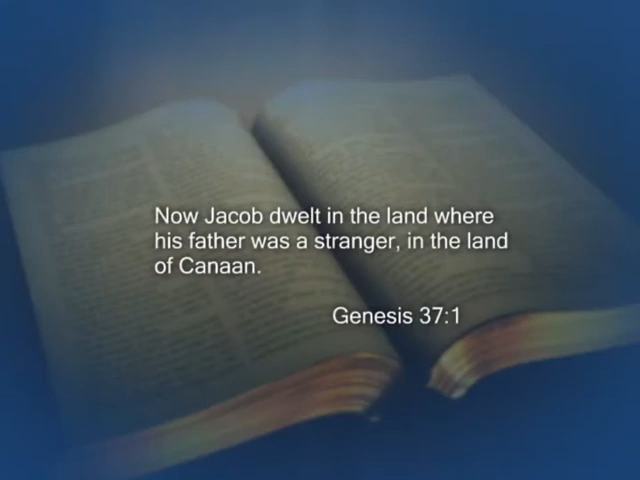 Now Jacob dwelt in the land where
his father was a stranger, in the land
of Canaan.
Genesis 37:1